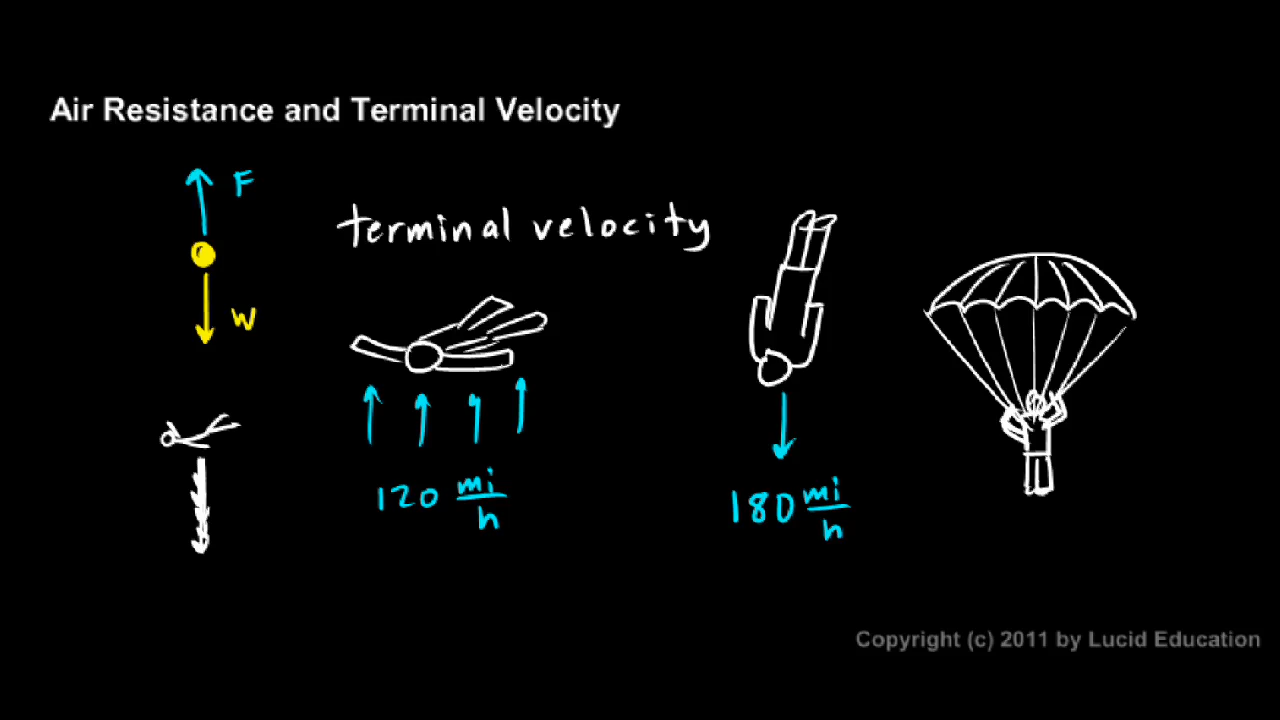 Air Resistance and Terminal Velocity
F
terminal velocity
W
120 mi/h
180 mi/h
Copyright (c) 2011 by Lucid Education